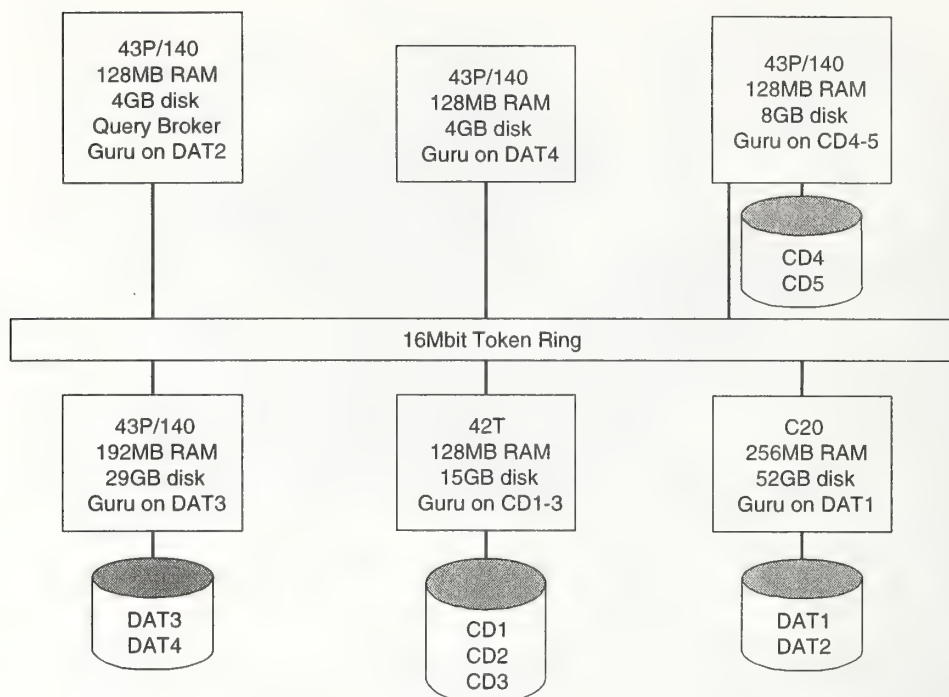 43P/140
128MB RAM
4GB disk
Query Broker
Guru on DAT2
43P/140
128MB RAM
4GB disk
Guru on DAT4
43P/140
128MB RAM
8GB disk
Guru on CD4-5
CD4
CD5
16Mbit Token Ring
43P/140
192MB RAM
29GB disk
Guru on DAT3
DAT3
DAT4
42T
128MB RAM
15GB disk
Guru on CD1-3
CD1
CD2
CD3
C20
256MB RAM
52GB disk
Guru on DAT1
DAT1
DAT2